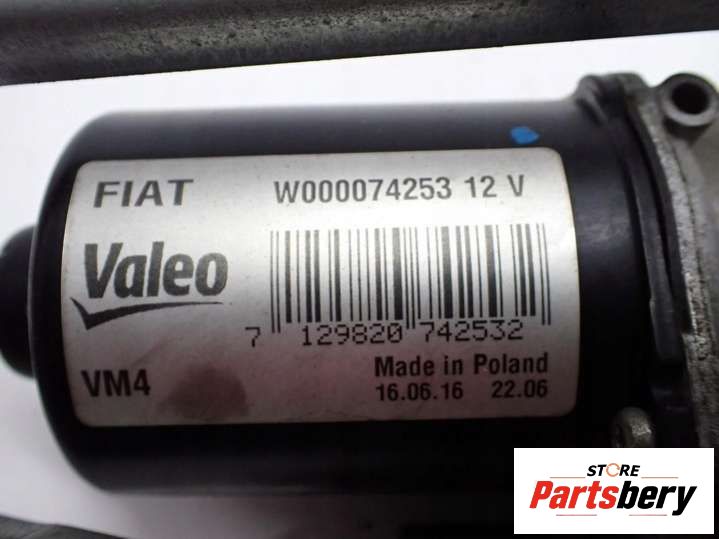 FIAT W000074253 12 V
Valeo
7 129820 742532
VM4 Made in Poland
16.06.16 22.06
STORE
Partsbery